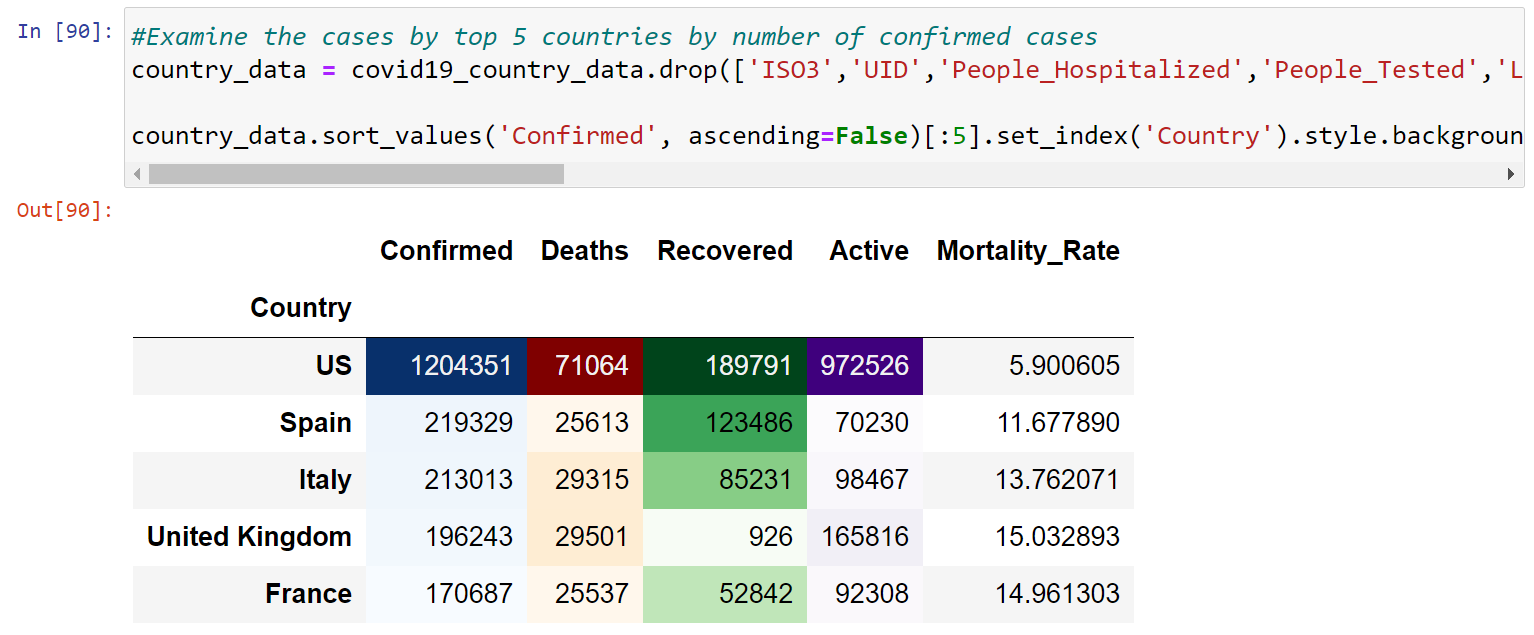 In [90]:
#Examine the cases by top 5 countries by number of confirmed cases
country_data = covid19_country_data.drop(['ISO3','UID','People_Hospitalized','People_Tested','L
country_data.sort_values('Confirmed', ascending=False)[:5].set_index('Country').style.backgroun
Out[90]:
Confirmed Deaths Recovered Active Mortality_Rate
Country
US 1204351 71064 189791 972526 5.900605
Spain 219329 25613 123486 70230 11.677890
Italy 213013 29315 85231 98467 13.762071
United Kingdom 196243 29501 926 165816 15.032893
France 170687 25537 52842 92308 14.961303